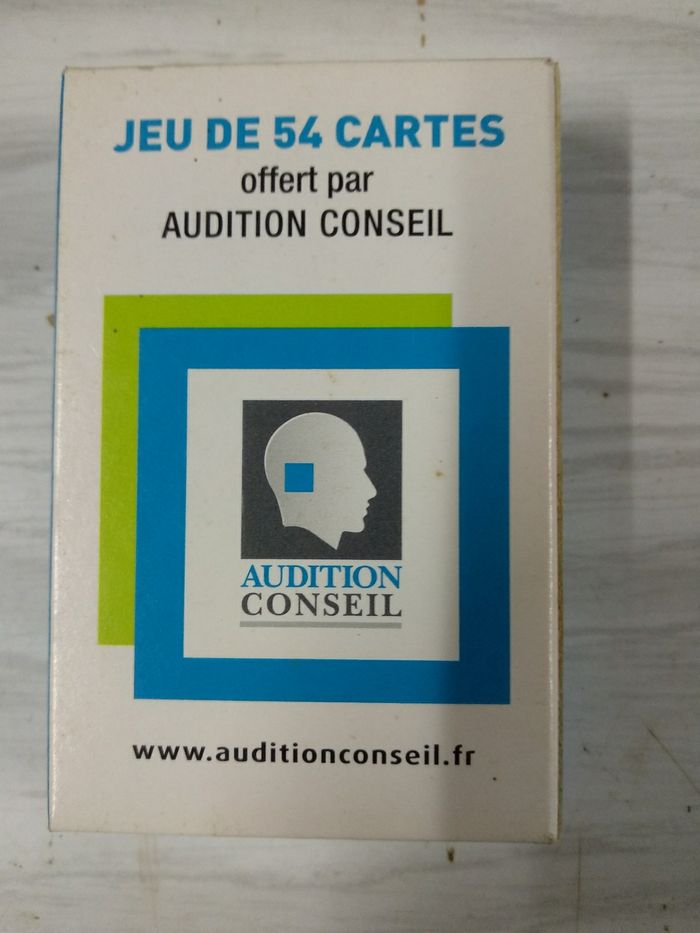 JEU DE 54 CARTES
offert par
AUDITION CONSEIL
AUDITION
CONSEIL
www.auditionconseil.fr